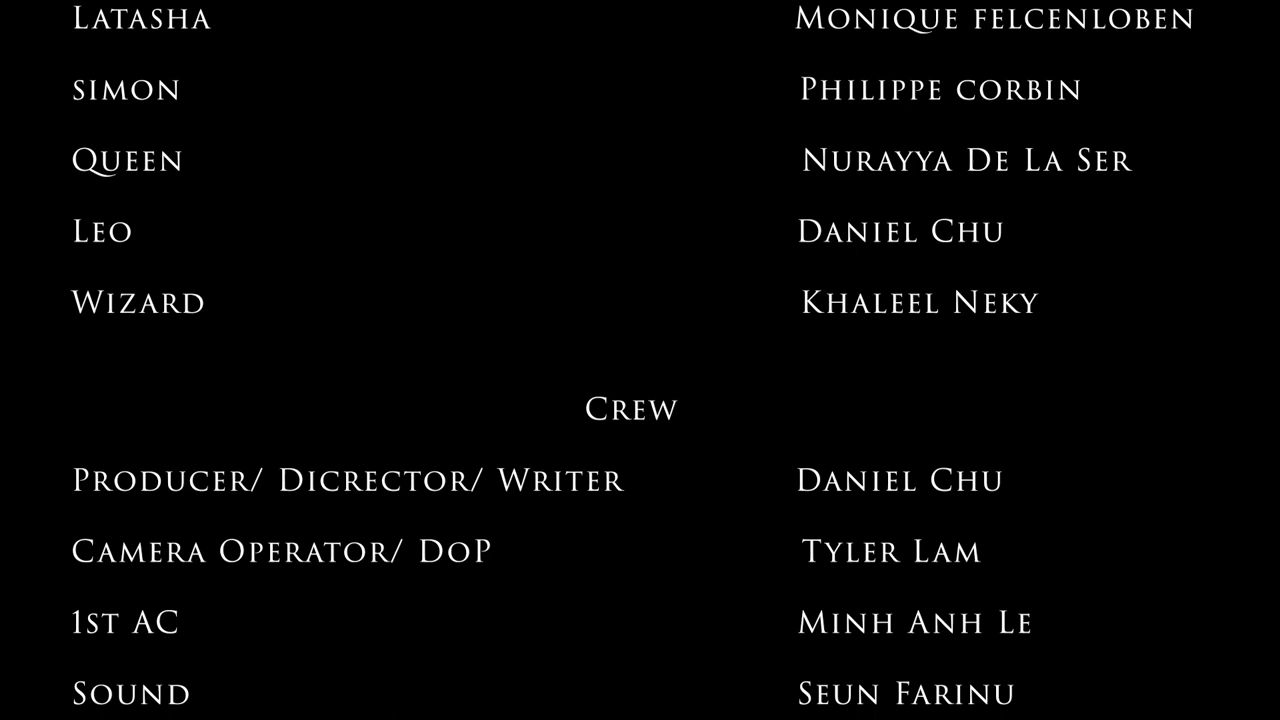 Latasha Monique felcenloben
simon Philippe corbin
Queen Nurayya De La Ser
Leo Daniel Chu
Wizard Khaleel Neky
Crew
Producer/ Dicrector/ Writer Daniel Chu
Camera Operator/ DoP Tyler Lam
1st AC Minh Anh Le
Sound Seun Farinu